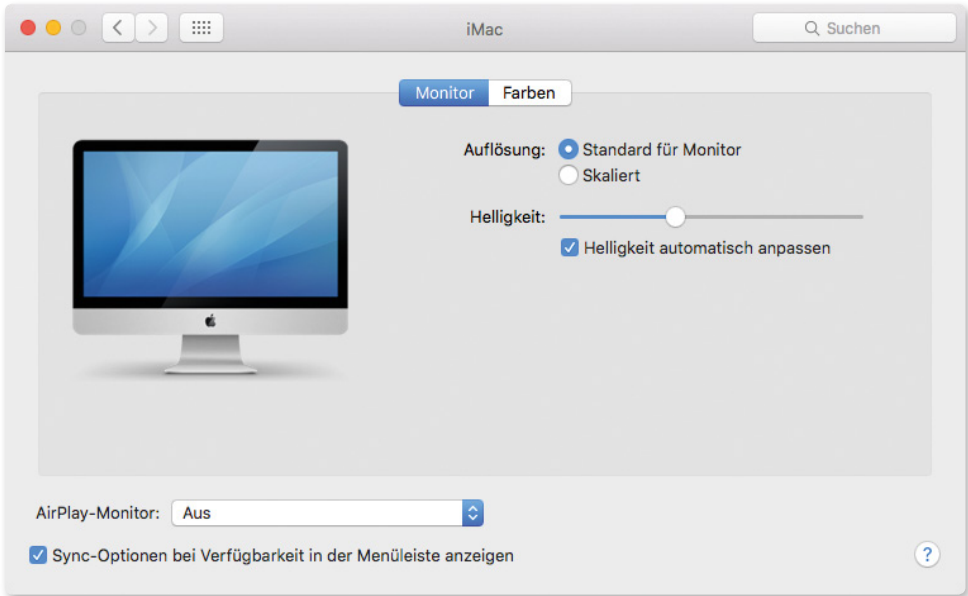 iMac
Suchen
Monitor
Farben
Auflösung: Standard für Monitor
Skaliert
Helligkeit:
Helligkeit automatisch anpassen
AirPlay-Monitor: Aus
Sync-Optionen bei Verfügbarkeit in der Menüleiste anzeigen
?